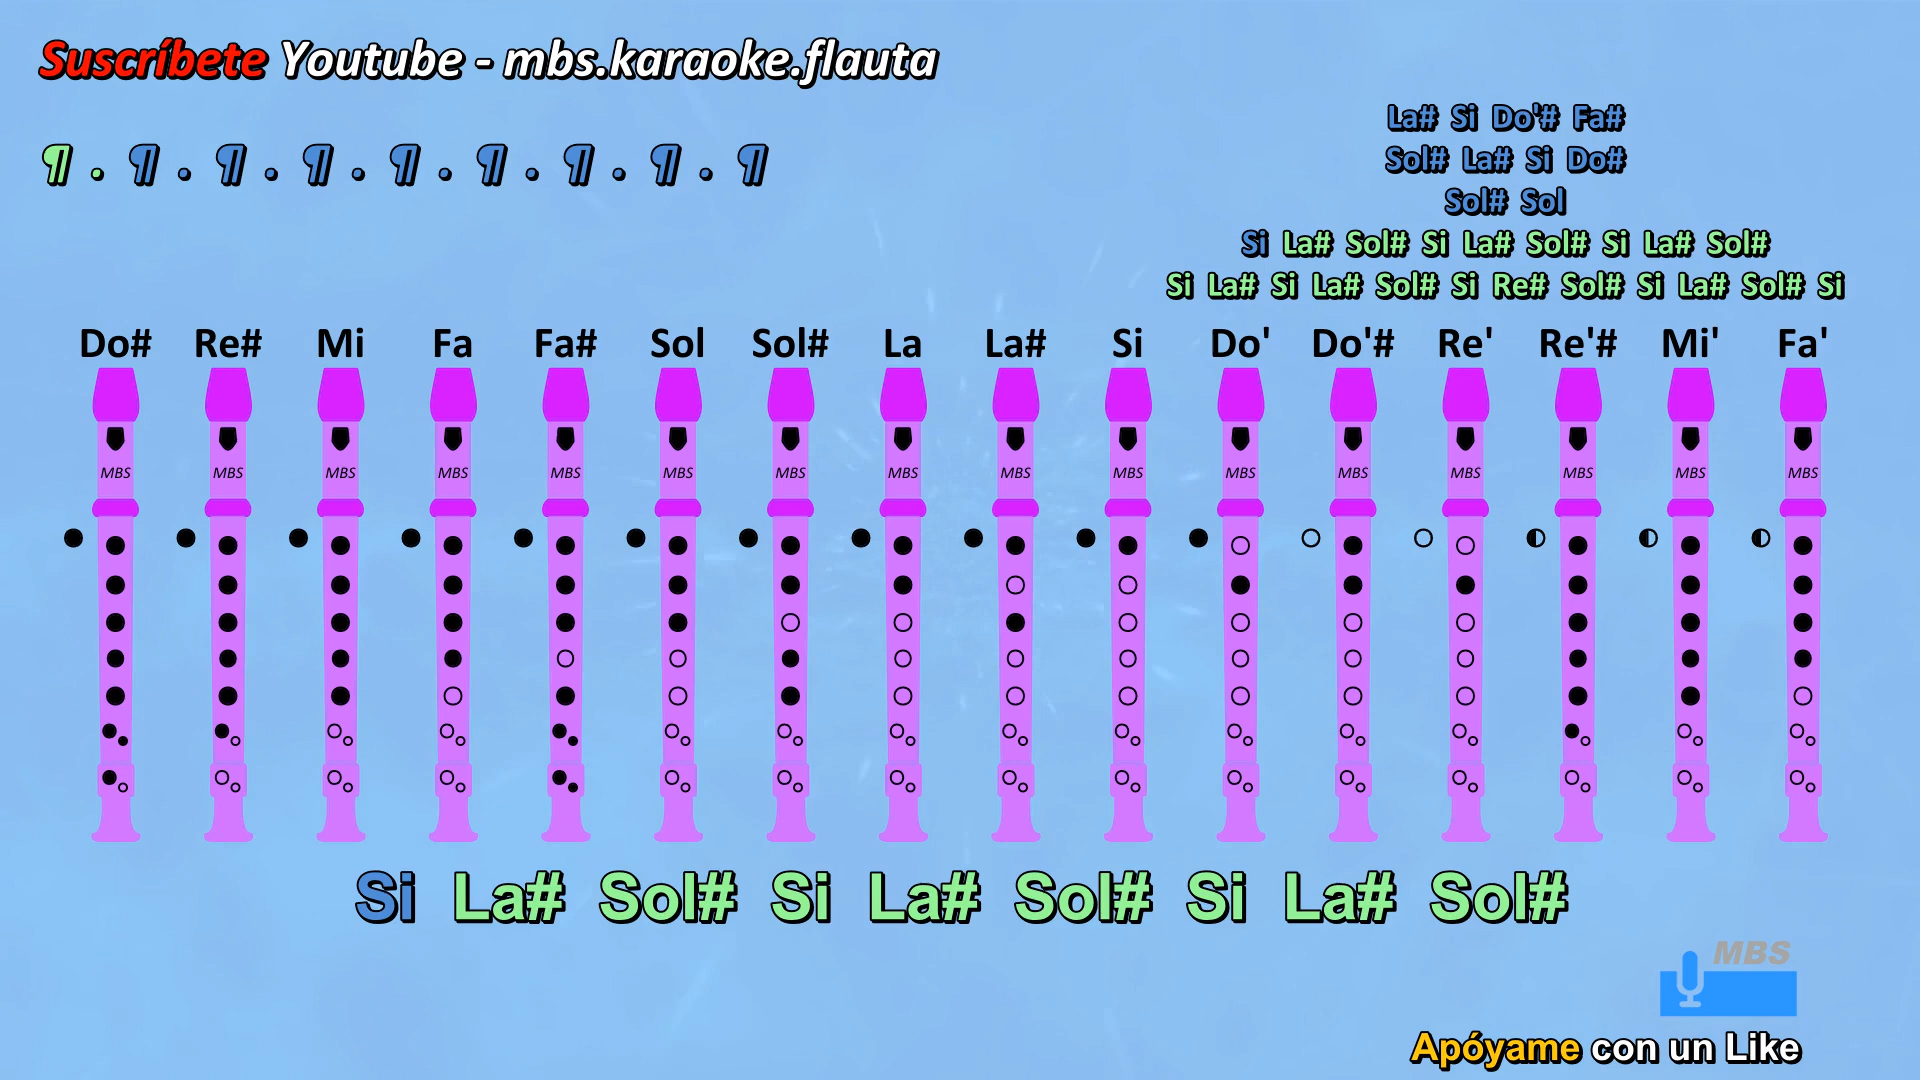 Suscríbete Youtube - mbs.karaoke.flauta
¶ . ¶ . ¶ . ¶ . ¶ . ¶ . ¶ . ¶ . ¶
La# Si Do'# Fa#
Sol# La# Si Do#
Sol# Sol
Si La# Sol# Si La# Sol# Si La# Sol#
Si La# Si La# Sol# Si Re# Sol# Si La# Sol# Si
Do# Re# Mi Fa Fa# Sol Sol# La La# Si Do' Do'# Re' Re'# Mi' Fa'
MBS MBS MBS MBS MBS MBS MBS MBS MBS MBS MBS MBS MBS MBS MBS MBS
Si La# Sol# Si La# Sol# Si La# Sol#
MBS
Apóyame con un Like